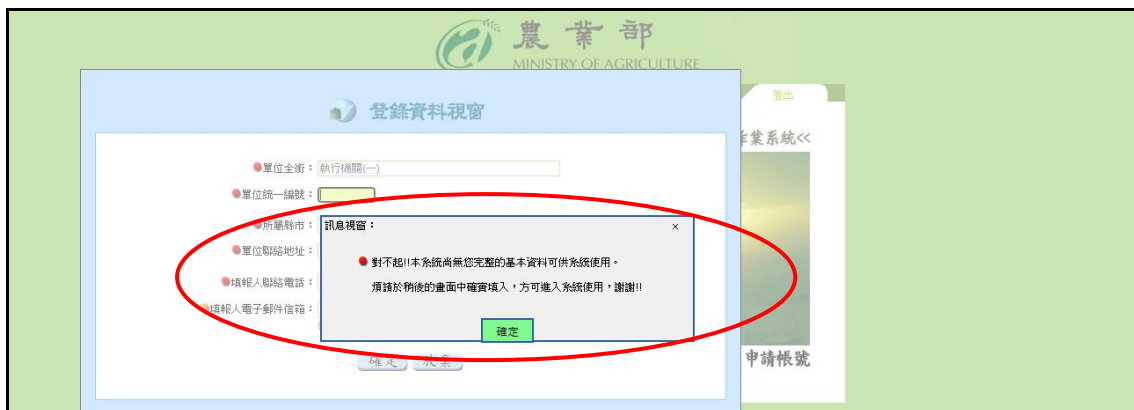 農業部
MINISTRY OF AGRICULTURE
登出
登錄資料視窗
作業系統<<
單位全銜：執行機關(一)
單位統一編號：
所屬縣市：
訊息視窗：
×
單位聯絡地址：
對不起!!本系統尚無您完整的基本資料可供系統使用。
填報人聯絡電話：
煩請於稍後的畫面中確實填入，方可進入系統使用，謝謝!!
填報人電子郵件信箱：
確定
確定 放棄
申請帳號